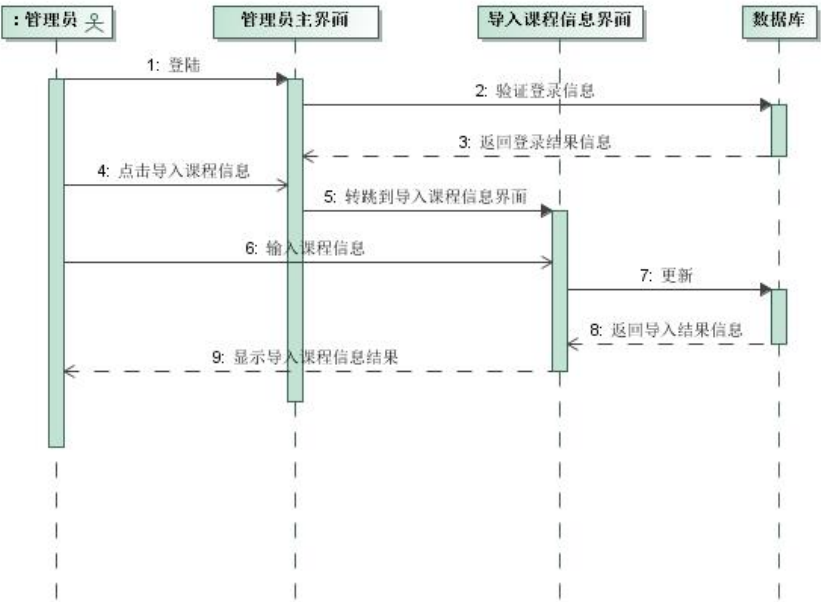 ：管理员
管理员主界面
导入课程信息界面
数据库
1: 登陆
2: 验证登录信息
3: 返回登录结果信息
4: 点击导入课程信息
5: 转跳到导入课程信息界面
6: 输入课程信息
7: 更新
8: 返回导入结果信息
9: 显示导入课程信息结果